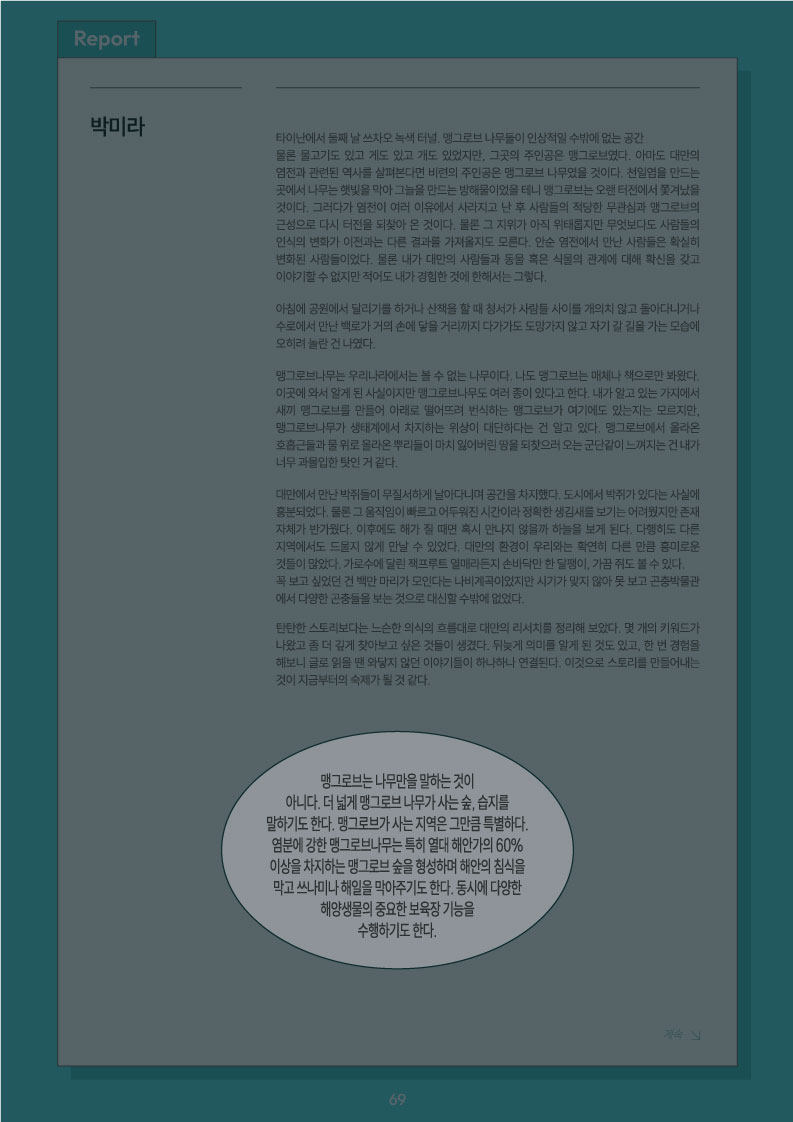 Report
박미라
타이난에서 둘째 날 쓰차오 녹색 터널. 맹그로브 나무들이 인상적일 수밖에 없는 공간
물론 물고기도 있고 게도 있고 개도 있었지만, 그곳의 주인공은 맹그로브였다. 아마도 대만의
염전과 관련된 역사를 살펴본다면 비련의 주인공은 맹그로브 나무였을 것이다. 천일염을 만드는
곳에서 나무는 햇빛을 막아 그늘을 만드는 방해물이었을 테니 맹그로브는 오랜 터전에서 쫓겨났을
것이다. 그러다가 염전이 여러 이유에서 사라지고 난 후 사람들의 적당한 무관심과 맹그로브의
근성으로 다시 터전을 되찾아 온 것이다. 물론 그 지위가 아직 위태롭지만 무엇보다도 사람들의
인식의 변화가 이전과는 다른 결과를 가져올지도 모른다. 안순 염전에서 만난 사람들은 확실히
변화된 사람들이었다. 물론 내가 대만의 사람들과 동물 혹은 식물의 관계에 대해 확신을 갖고
이야기할 수 없지만 적어도 내가 경험한 것에 한해서는 그렇다.
아침에 공원에서 달리기를 하거나 산책을 할 때 청서가 사람들 사이를 개의치 않고 돌아다니거나
수로에서 만난 백로가 거의 손에 닿을 거리까지 다가가도 도망가지 않고 자기 갈 길을 가는 모습에
오히려 놀란 건 나였다.
맹그로브나무는 우리나라에서는 볼 수 없는 나무이다. 나도 맹그로브는 매체나 책으로만 봐왔다.
이곳에 와서 알게 된 사실이지만 맹그로브나무도 여러 종이 있다고 한다. 내가 알고 있는 가지에서
새끼 맹그로브를 만들어 아래로 떨어뜨려 번식하는 맹그로브가 여기에도 있는지는 모르지만,
맹그로브나무가 생태계에서 차지하는 위상이 대단하다는 건 알고 있다. 맹그로브에서 올라온
호흡근들과 물 위로 올라온 뿌리들이 마치 잃어버린 땅을 되찾으러 오는 군단같이 느껴지는 건 내가
너무 과몰입한 탓인 거 같다.
대만에서 만난 박쥐들이 무질서하게 날아다니며 공간을 차지했다. 도시에서 박쥐가 있다는 사실에
흥분되었다. 물론 그 움직임이 빠르고 어두워진 시간이라 정확한 생김새를 보기는 어려웠지만 존재
자체가 반가웠다. 이후에도 해가 질 때면 혹시 만나지 않을까 하늘을 보게 된다. 다행히도 다른
지역에서도 드물지 않게 만날 수 있었다. 대만의 환경이 우리와는 확연히 다른 만큼 흥미로운
것들이 많았다. 가로수에 달린 잭프루트 열매라든지 손바닥만 한 달팽이, 가끔 쥐도 볼 수 있다.
꼭 보고 싶었던 건 백만 마리가 모인다는 나비계곡이었지만 시기가 맞지 않아 못 보고 곤충박물관
에서 다양한 곤충들을 보는 것으로 대신할 수밖에 없었다.
탄탄한 스토리보다는 느슨한 의식의 흐름대로 대만의 리서치를 정리해 보았다. 몇 개의 키워드가
나왔고 좀 더 깊게 찾아보고 싶은 것들이 생겼다. 뒤늦게 의미를 알게 된 것도 있고, 한 번 경험을
해보니 글로 읽을 땐 와닿지 않던 이야기들이 하나하나 연결된다. 이것으로 스토리를 만들어내는
것이 지금부터의 숙제가 될 것 같다.
맹그로브는 나무만을 말하는 것이
아니다. 더 넓게 맹그로브 나무가 사는 숲, 습지를
말하기도 한다. 맹그로브가 사는 지역은 그만큼 특별하다.
염분에 강한 맹그로브나무는 특히 열대 해안가의 60%
이상을 차지하는 맹그로브 숲을 형성하며 해안의 침식을
막고 쓰나미나 해일을 막아주기도 한다. 동시에 다양한
해양생물의 중요한 보육장 기능을
수행하기도 한다.
계속
69